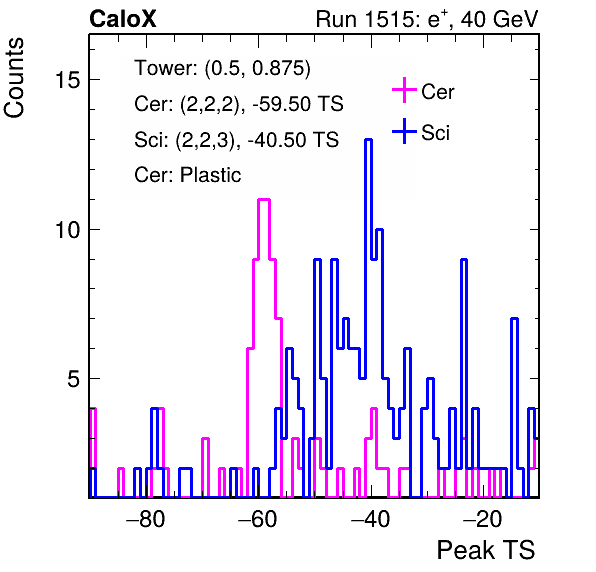 CaloX Run 1515: e⁺, 40 GeV
Counts
Tower: (0.5, 0.875)
Cer: (2,2,2), -59.50 TS
Sci: (2,2,3), -40.50 TS
Cer: Plastic
Cer
Sci
15
10
5
−80 −60 −40 −20
Peak TS